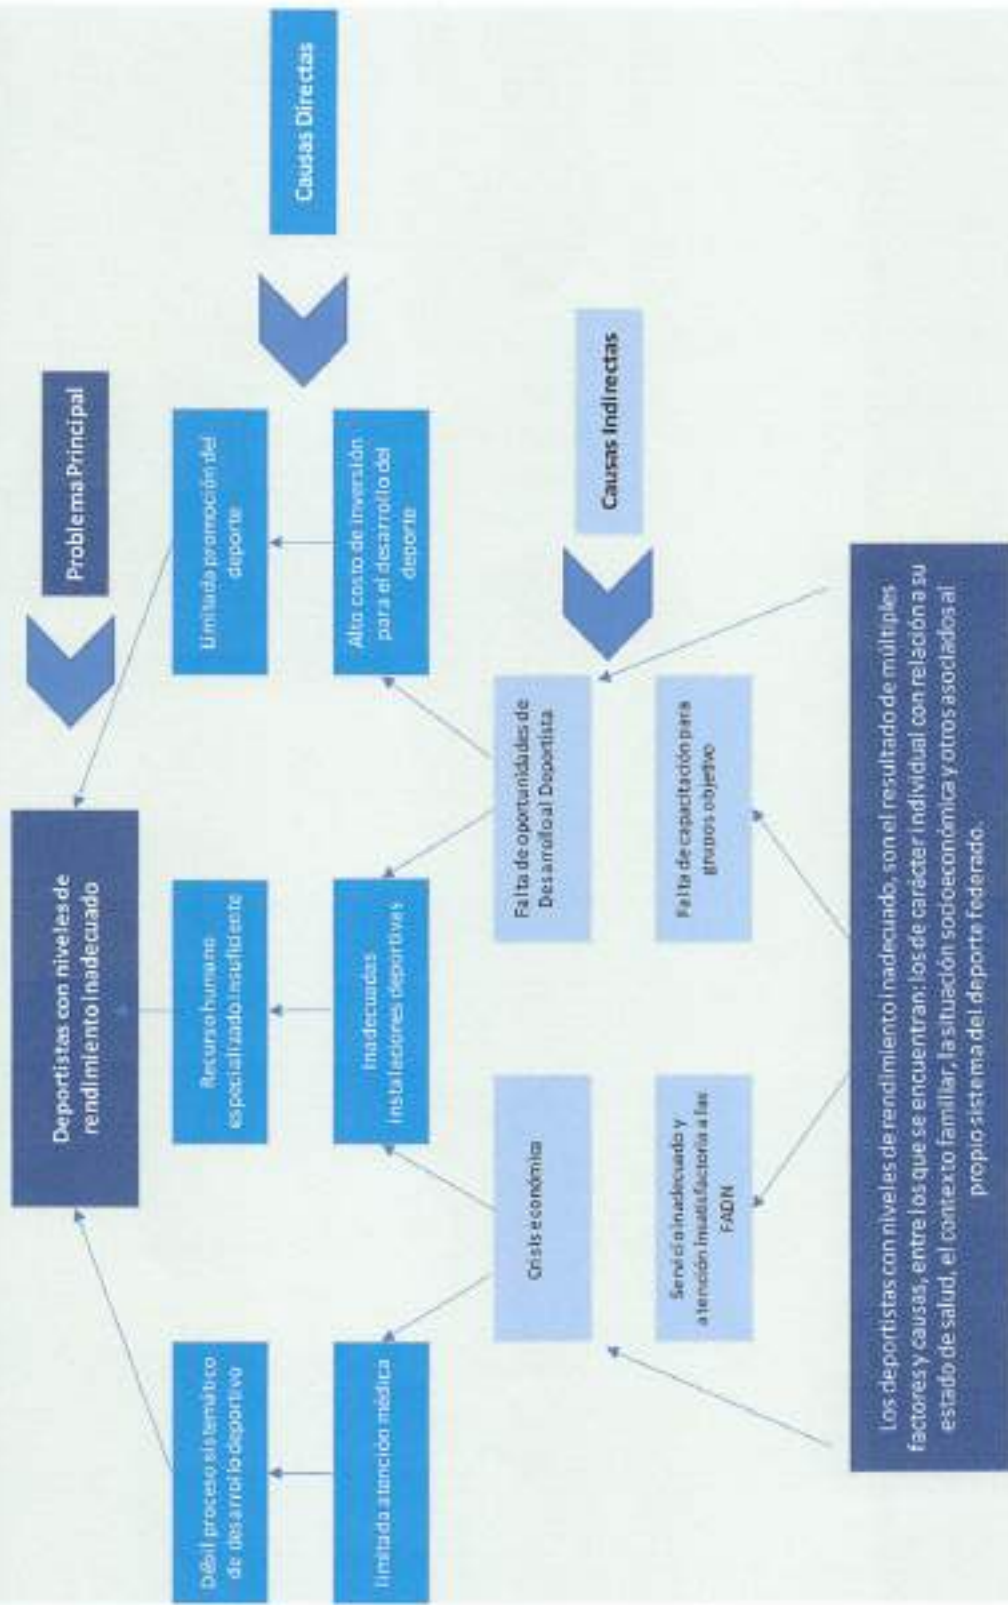 Problema Principal
Deportistas con niveles de
rendimiento inadecuado
Causas Directas
Débil proceso sistemático
de desarrollo deportivo
Recurso humano
especializado insuficiente
Limitada promoción del
deporte
limitada atención médica
Inadecuadas
instalaciones deportivas
Alto costo de inversión
para el desarrollo del
deporte
Causas Indirectas
Crisis económica
Falta de oportunidades de
Desarrollo al Deportista
Servicio inadecuado y
atención insatisfactoria a las
FADN
Falta de capacitación para
grupos objetivo
Los deportistas con niveles de rendimiento inadecuado, son el resultado de múltiples
factores y causas, entre los que se encuentran: los de carácter individual con relación a su
estado de salud, el contexto familiar, la situación socioeconómica y otros asociados al
propio sistema del deporte federado.